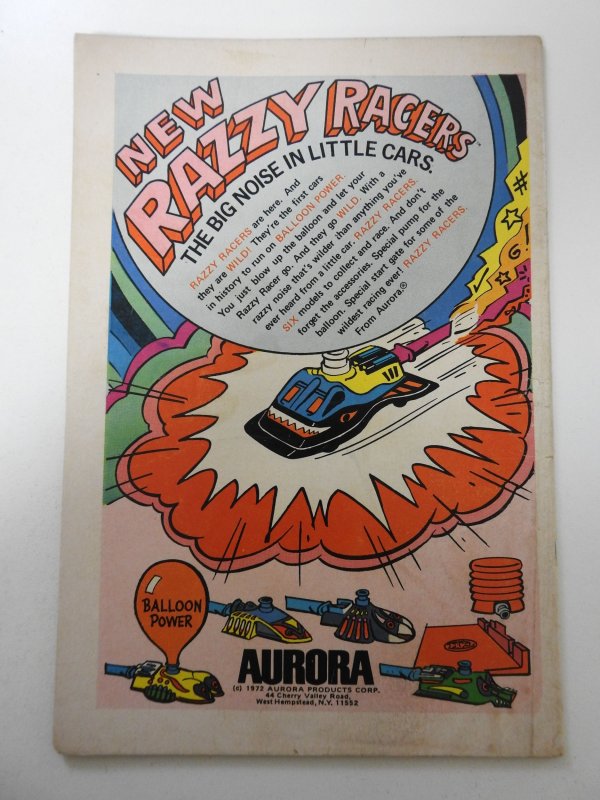 NEW
RAZZY RACERS™
THE BIG NOISE IN LITTLE CARS.
RAZZY RACERS are here. And
they are WILD! They're the first cars
in history to run on BALLOON POWER.
You just blow up the balloon and let your
Razzy Racer go. And they go WILD. With a
razzy noise that's wilder than anything you've
ever heard from a little car. RAZZY RACERS.
SIX models to collect and race. And don't
forget the accessories. Special pump for the
balloon. Special start gate for some of the
wildest racing ever! RAZZY RACERS.
From Aurora.®
BALLOON
POWER
AURORA
(c) 1972 AURORA PRODUCTS CORP.
44 Cherry Valley Road,
West Hempstead, N.Y. 11552